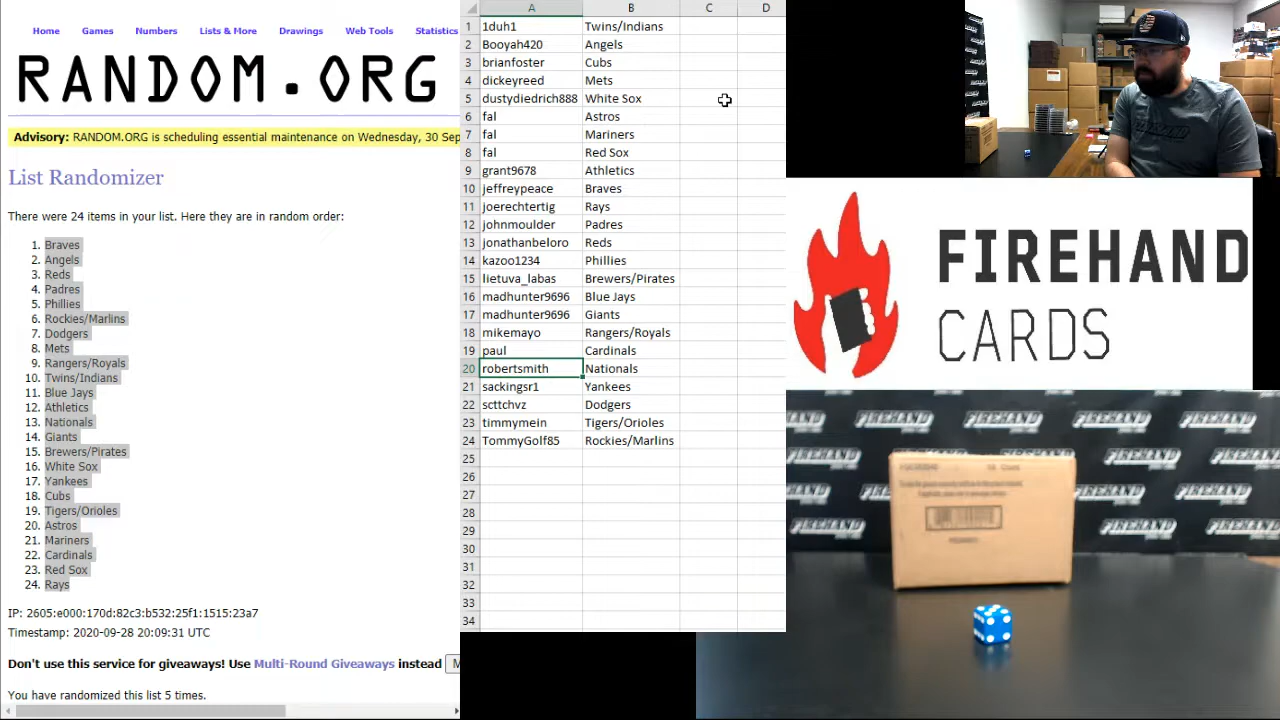 Home Games Numbers Lists & More Drawings Web Tools Statistics
RANDOM.ORG
Advisory: RANDOM.ORG is scheduling essential maintenance on Wednesday, 30 Sep
List Randomizer
There were 24 items in your list. Here they are in random order:
1. Braves
2. Angels
3. Reds
4. Padres
5. Phillies
6. Rockies/Marlins
7. Dodgers
8. Mets
9. Rangers/Royals
10. Twins/Indians
11. Blue Jays
12. Athletics
13. Nationals
14. Giants
15. Brewers/Pirates
16. White Sox
17. Yankees
18. Cubs
19. Tigers/Orioles
20. Astros
21. Mariners
22. Cardinals
23. Red Sox
24. Rays
IP: 2605:e000:170d:82c3:b532:25f1:1515:23a7
Timestamp: 2020-09-28 20:09:31 UTC
Don't use this service for giveaways! Use Multi-Round Giveaways instead M
You have randomized this list 5 times.
A B C D
1 1duh1 Twins/Indians
2 Booyah420 Angels
3 brianfoster Cubs
4 dickeyreed Mets
5 dustydiedrich888 White Sox
6 fal Astros
7 fal Mariners
8 fal Red Sox
9 grant9678 Athletics
10 jeffreypeace Braves
11 joerechtertig Rays
12 johnmoulder Padres
13 jonathanbeloro Reds
14 kazoo1234 Phillies
15 lietuva_labas Brewers/Pirates
16 madhunter9696 Blue Jays
17 madhunter9696 Giants
18 mikemayo Rangers/Royals
19 paul Cardinals
20 robertsmith Nationals
21 sackingsr1 Yankees
22 scttchvz Dodgers
23 timmymein Tigers/Orioles
24 TommyGolf85 Rockies/Marlins
25
26
27
28
29
30
31
32
33
34
FIREHAND
CARDS
FIREHAND
FIREHAND
FIREHAND
FIREHAND